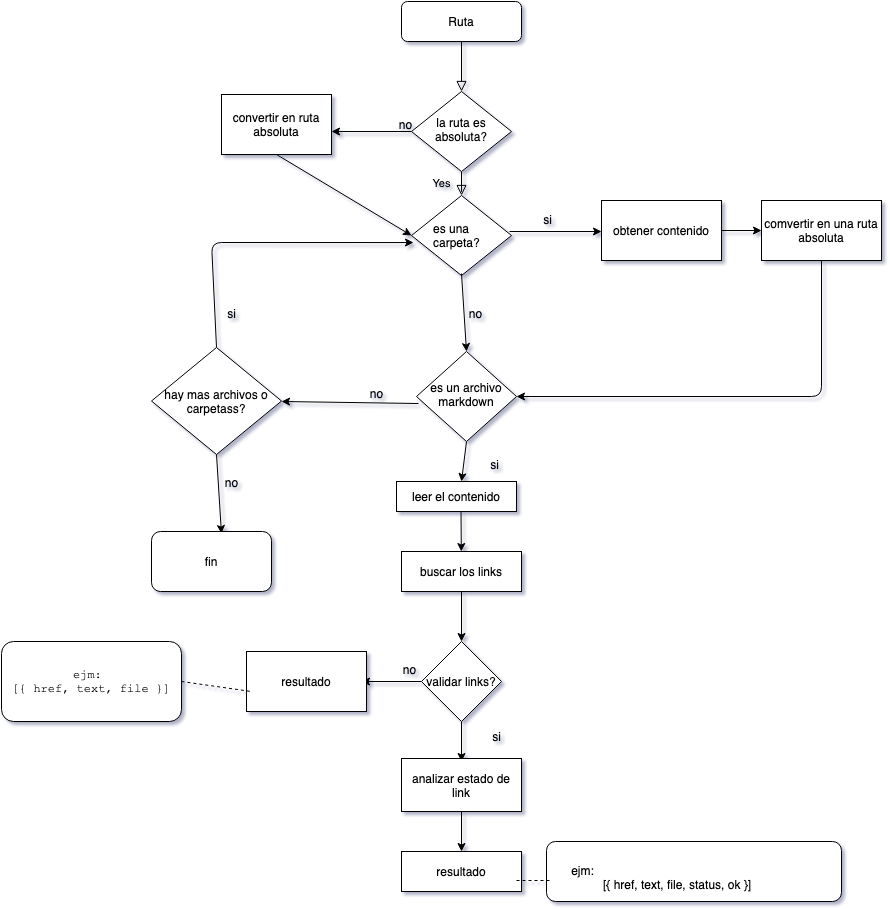 Ruta
la ruta es
absoluta?
no
convertir en ruta
absoluta
Yes
es una
carpeta?
si
obtener contenido
comvertir en una ruta
absoluta
no
si
es un archivo
markdown
no
hay mas archivos o
carpetass?
no
fin
si
leer el contenido
buscar los links
validar links?
no
resultado
ejm:
[{ href, text, file }]
si
analizar estado de
link
resultado
ejm:
[{ href, text, file, status, ok }]